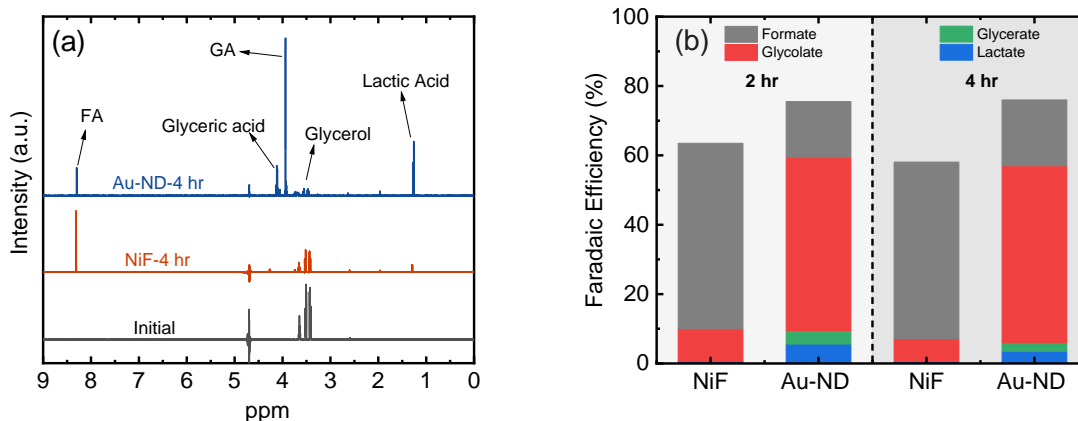 (a)
GA
FA
Glyceric acid
Glycerol
Lactic Acid
Au-ND-4 hr
NiF-4 hr
Initial
Intensity (a.u.)
9 8 7 6 5 4 3 2 1 0
ppm
(b)
Formate
Glycolate
Glycerate
Lactate
2 hr
4 hr
100
80
60
40
20
0
Faradaic Efficiency (%)
NiF Au-ND NiF Au-ND